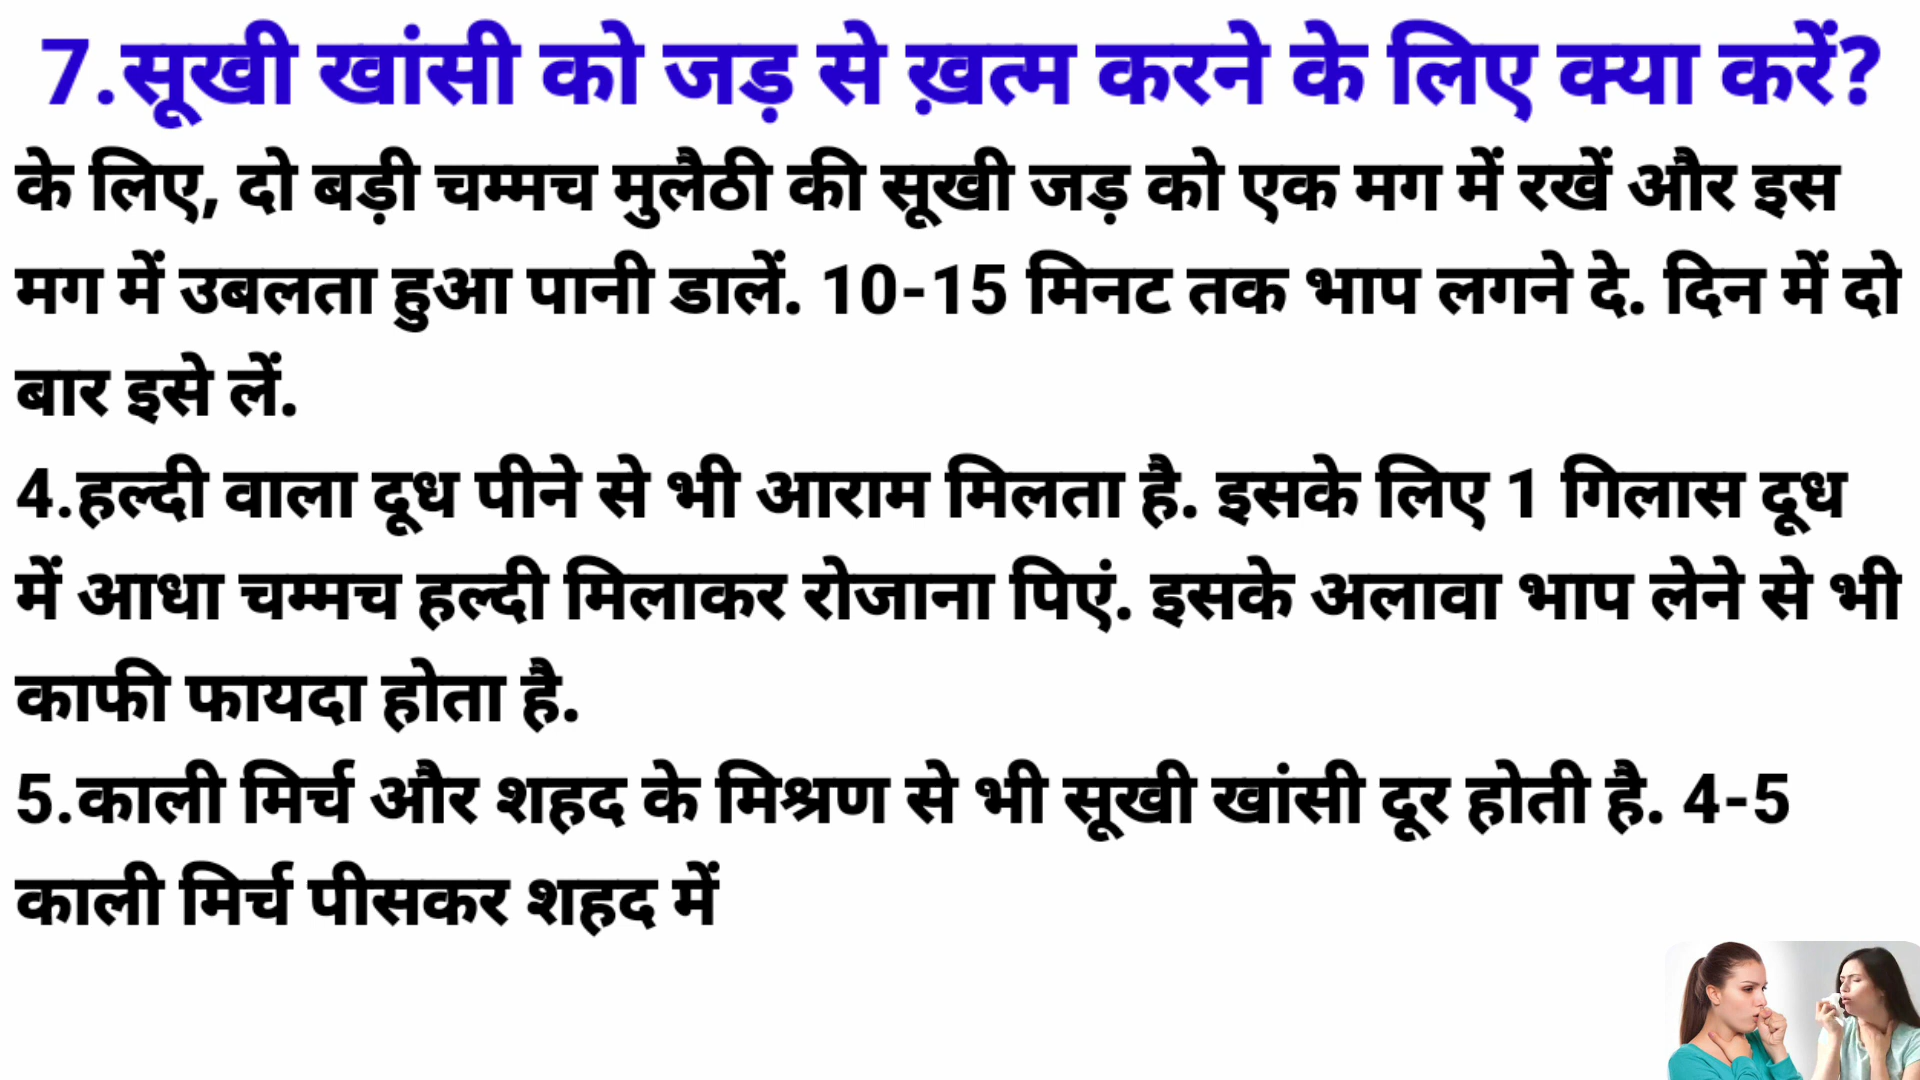 7.सूखी खांसी को जड़ से ख़त्म करने के लिए क्या करें?
के लिए, दो बड़ी चम्मच मुलैठी की सूखी जड़ को एक मग में रखें और इस
मग में उबलता हुआ पानी डालें. 10-15 मिनट तक भाप लगने दे. दिन में दो
बार इसे लें.
4.हल्दी वाला दूध पीने से भी आराम मिलता है. इसके लिए 1 गिलास दूध
में आधा चम्मच हल्दी मिलाकर रोजाना पिएं. इसके अलावा भाप लेने से भी
काफी फायदा होता है.
5.काली मिर्च और शहद के मिश्रण से भी सूखी खांसी दूर होती है. 4-5
काली मिर्च पीसकर शहद में